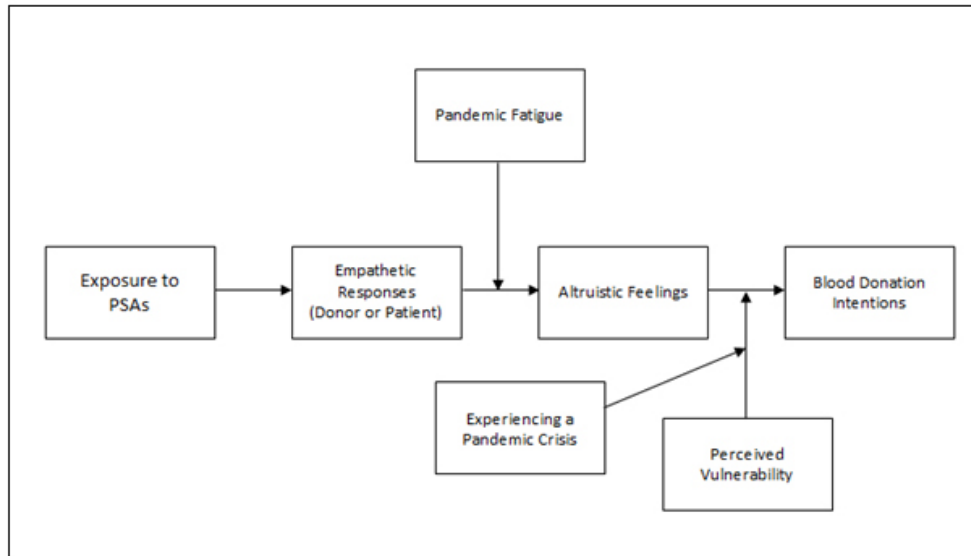 Pandemic Fatigue
Exposure to
PSAs
Empathetic
Responses
(Donor or Patient)
Altruistic Feelings
Blood Donation
Intentions
Experiencing a
Pandemic Crisis
Perceived
Vulnerability